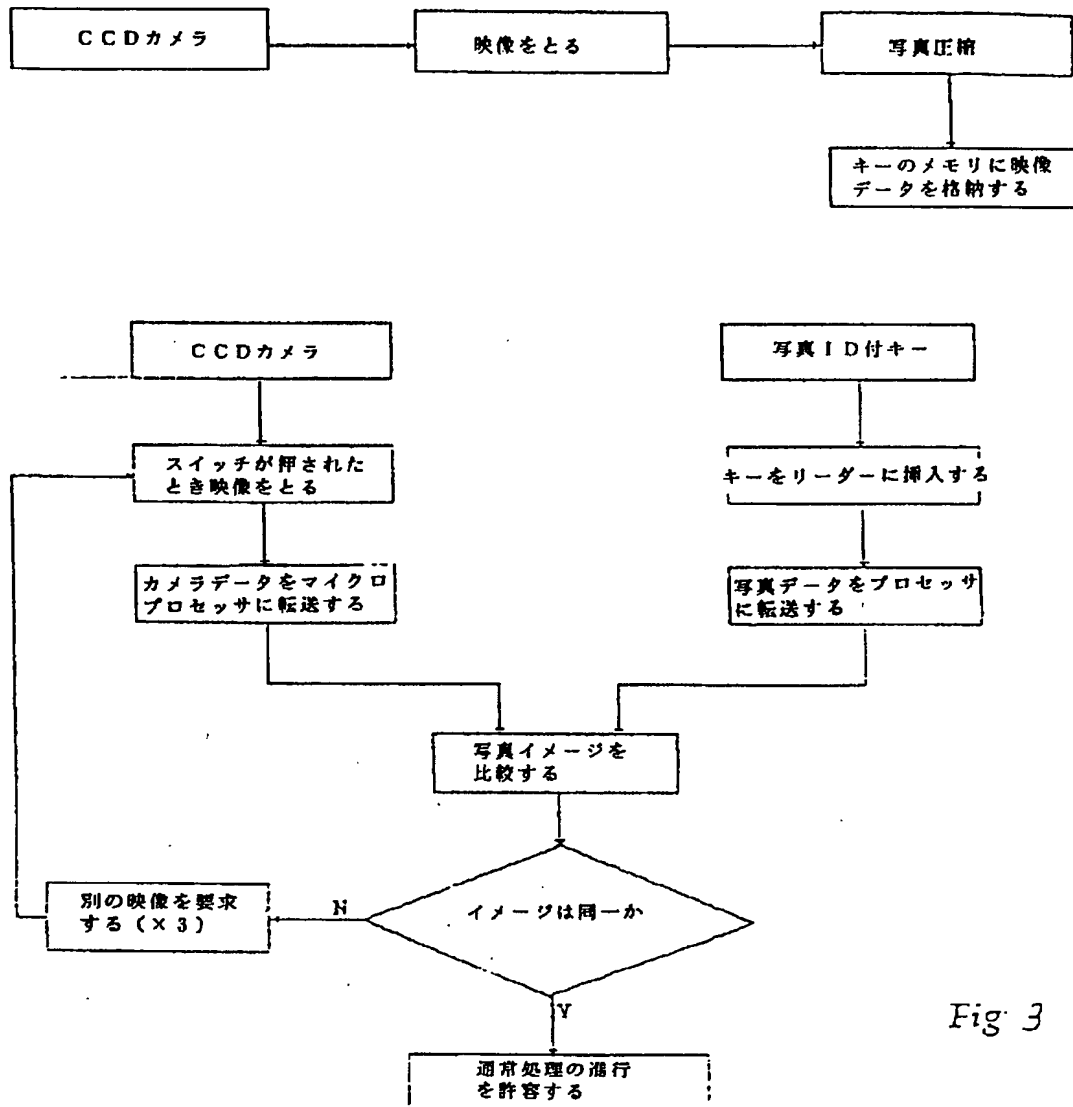 CCDカメラ
映像をとる
写真圧縮
キーのメモリに映像
データを格納する
CCDカメラ
写真ID付キー
スイッチが押された
とき映像をとる
キーをリーダーに挿入する
カメラデータをマイクロ
プロセッサに転送する
写真データをプロセッサ
に転送する
写真イメージを
比較する
別の映像を要求
する(×3)
N
イメージは同一か
Y
通常処理の進行
を許容する
Fig 3